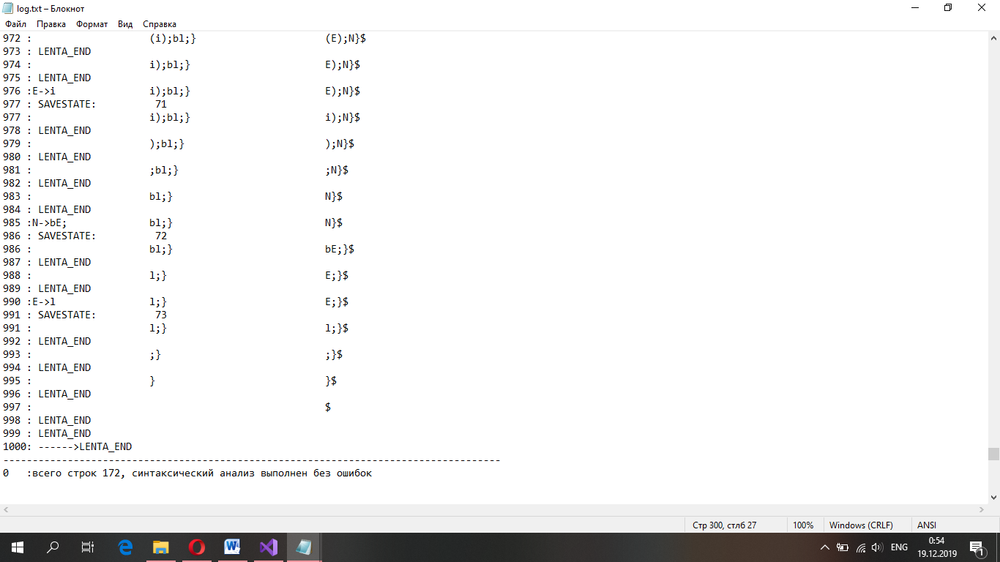 log.txt – Блокнот
Файл Правка Формат Вид Справка
972 : (i);bl;} (E);N}$
973 : LENTA_END
974 : i);bl;} E);N}$
975 : LENTA_END
976 :E->i i);bl;} E);N}$
977 : SAVESTATE: 71
977 : i);bl;} i);N}$
978 : LENTA_END
979 : );bl;} );N}$
980 : LENTA_END
981 : ;bl;} ;N}$
982 : LENTA_END
983 : bl;} N}$
984 : LENTA_END
985 :N->bE; bl;} N}$
986 : SAVESTATE: 72
986 : bl;} bE;}$
987 : LENTA_END
988 : l;} E;}$
989 : LENTA_END
990 :E->l l;} E;}$
991 : SAVESTATE: 73
991 : l;} l;}$
992 : LENTA_END
993 : ;} ;}$
994 : LENTA_END
995 : } }$
996 : LENTA_END
997 : $
998 : LENTA_END
999 : LENTA_END
1000: ------>LENTA_END
-------------------------------------------------------------------------------------
0 :всего строк 172, синтаксический анализ выполнен без ошибок
Стр 300, стлб 27 100% Windows (CRLF) ANSI
ENG
0:54
19.12.2019
1